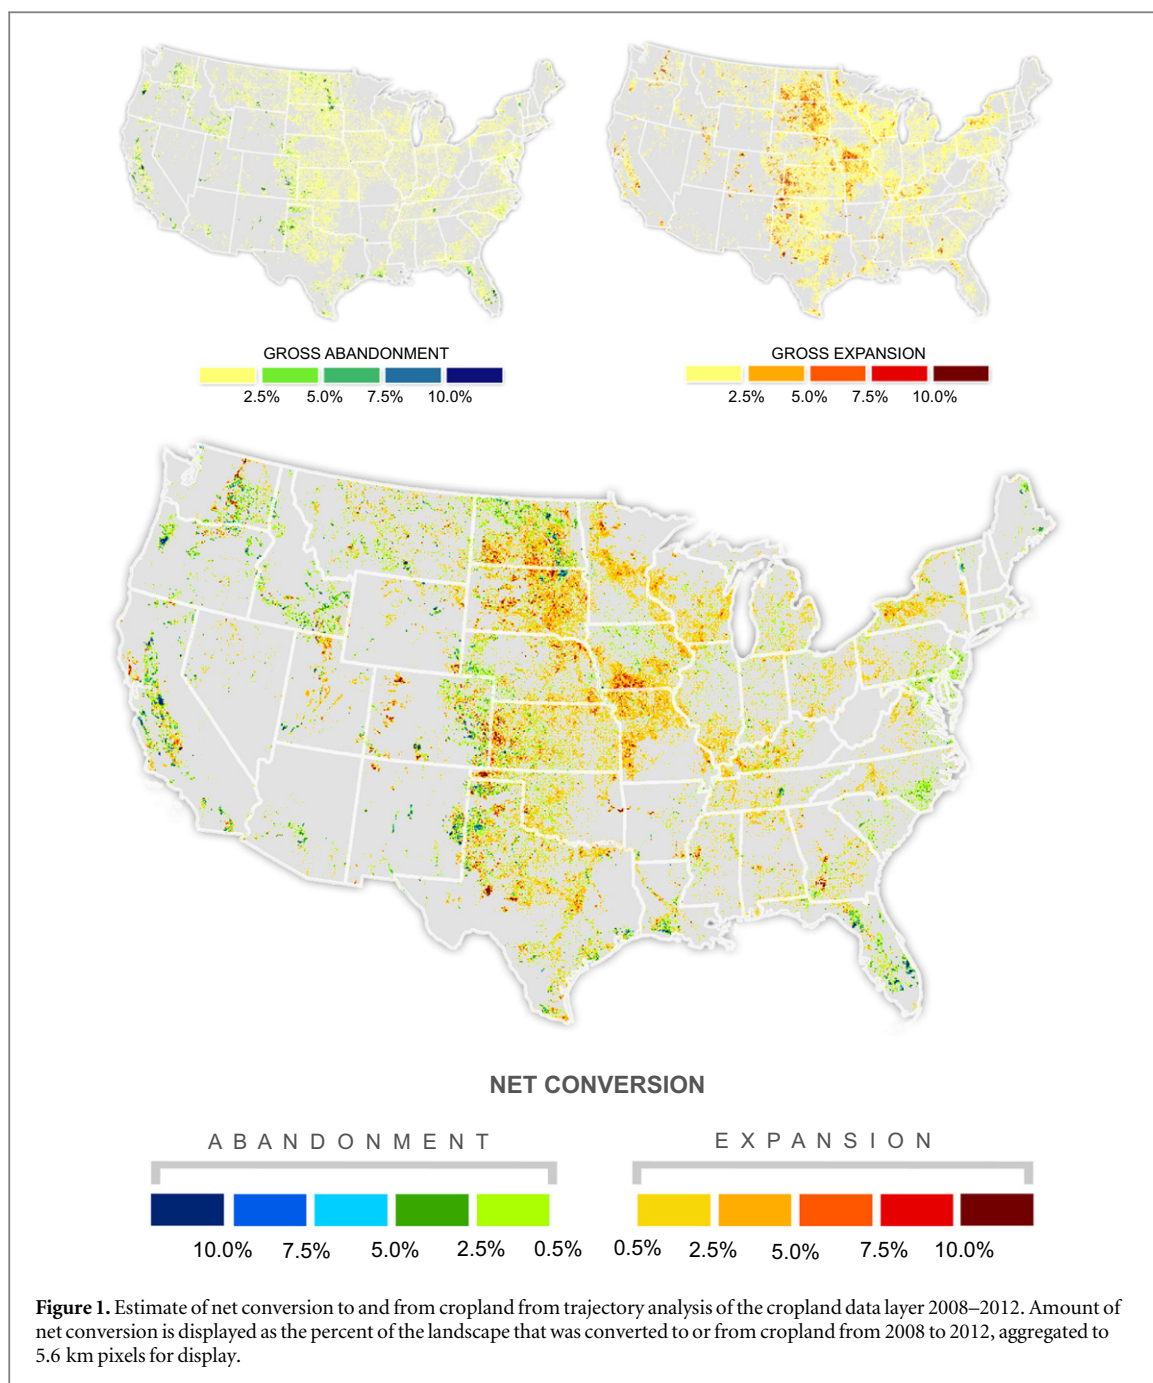 GROSS ABANDONMENT
2.5% 5.0% 7.5% 10.0%
GROSS EXPANSION
2.5% 5.0% 7.5% 10.0%
NET CONVERSION
ABANDONMENT
10.0% 7.5% 5.0% 2.5% 0.5%
EXPANSION
0.5% 2.5% 5.0% 7.5% 10.0%
Figure 1. Estimate of net conversion to and from cropland from trajectory analysis of the cropland data layer 2008–2012. Amount of
net conversion is displayed as the percent of the landscape that was converted to or from cropland from 2008 to 2012, aggregated to
5.6 km pixels for display.